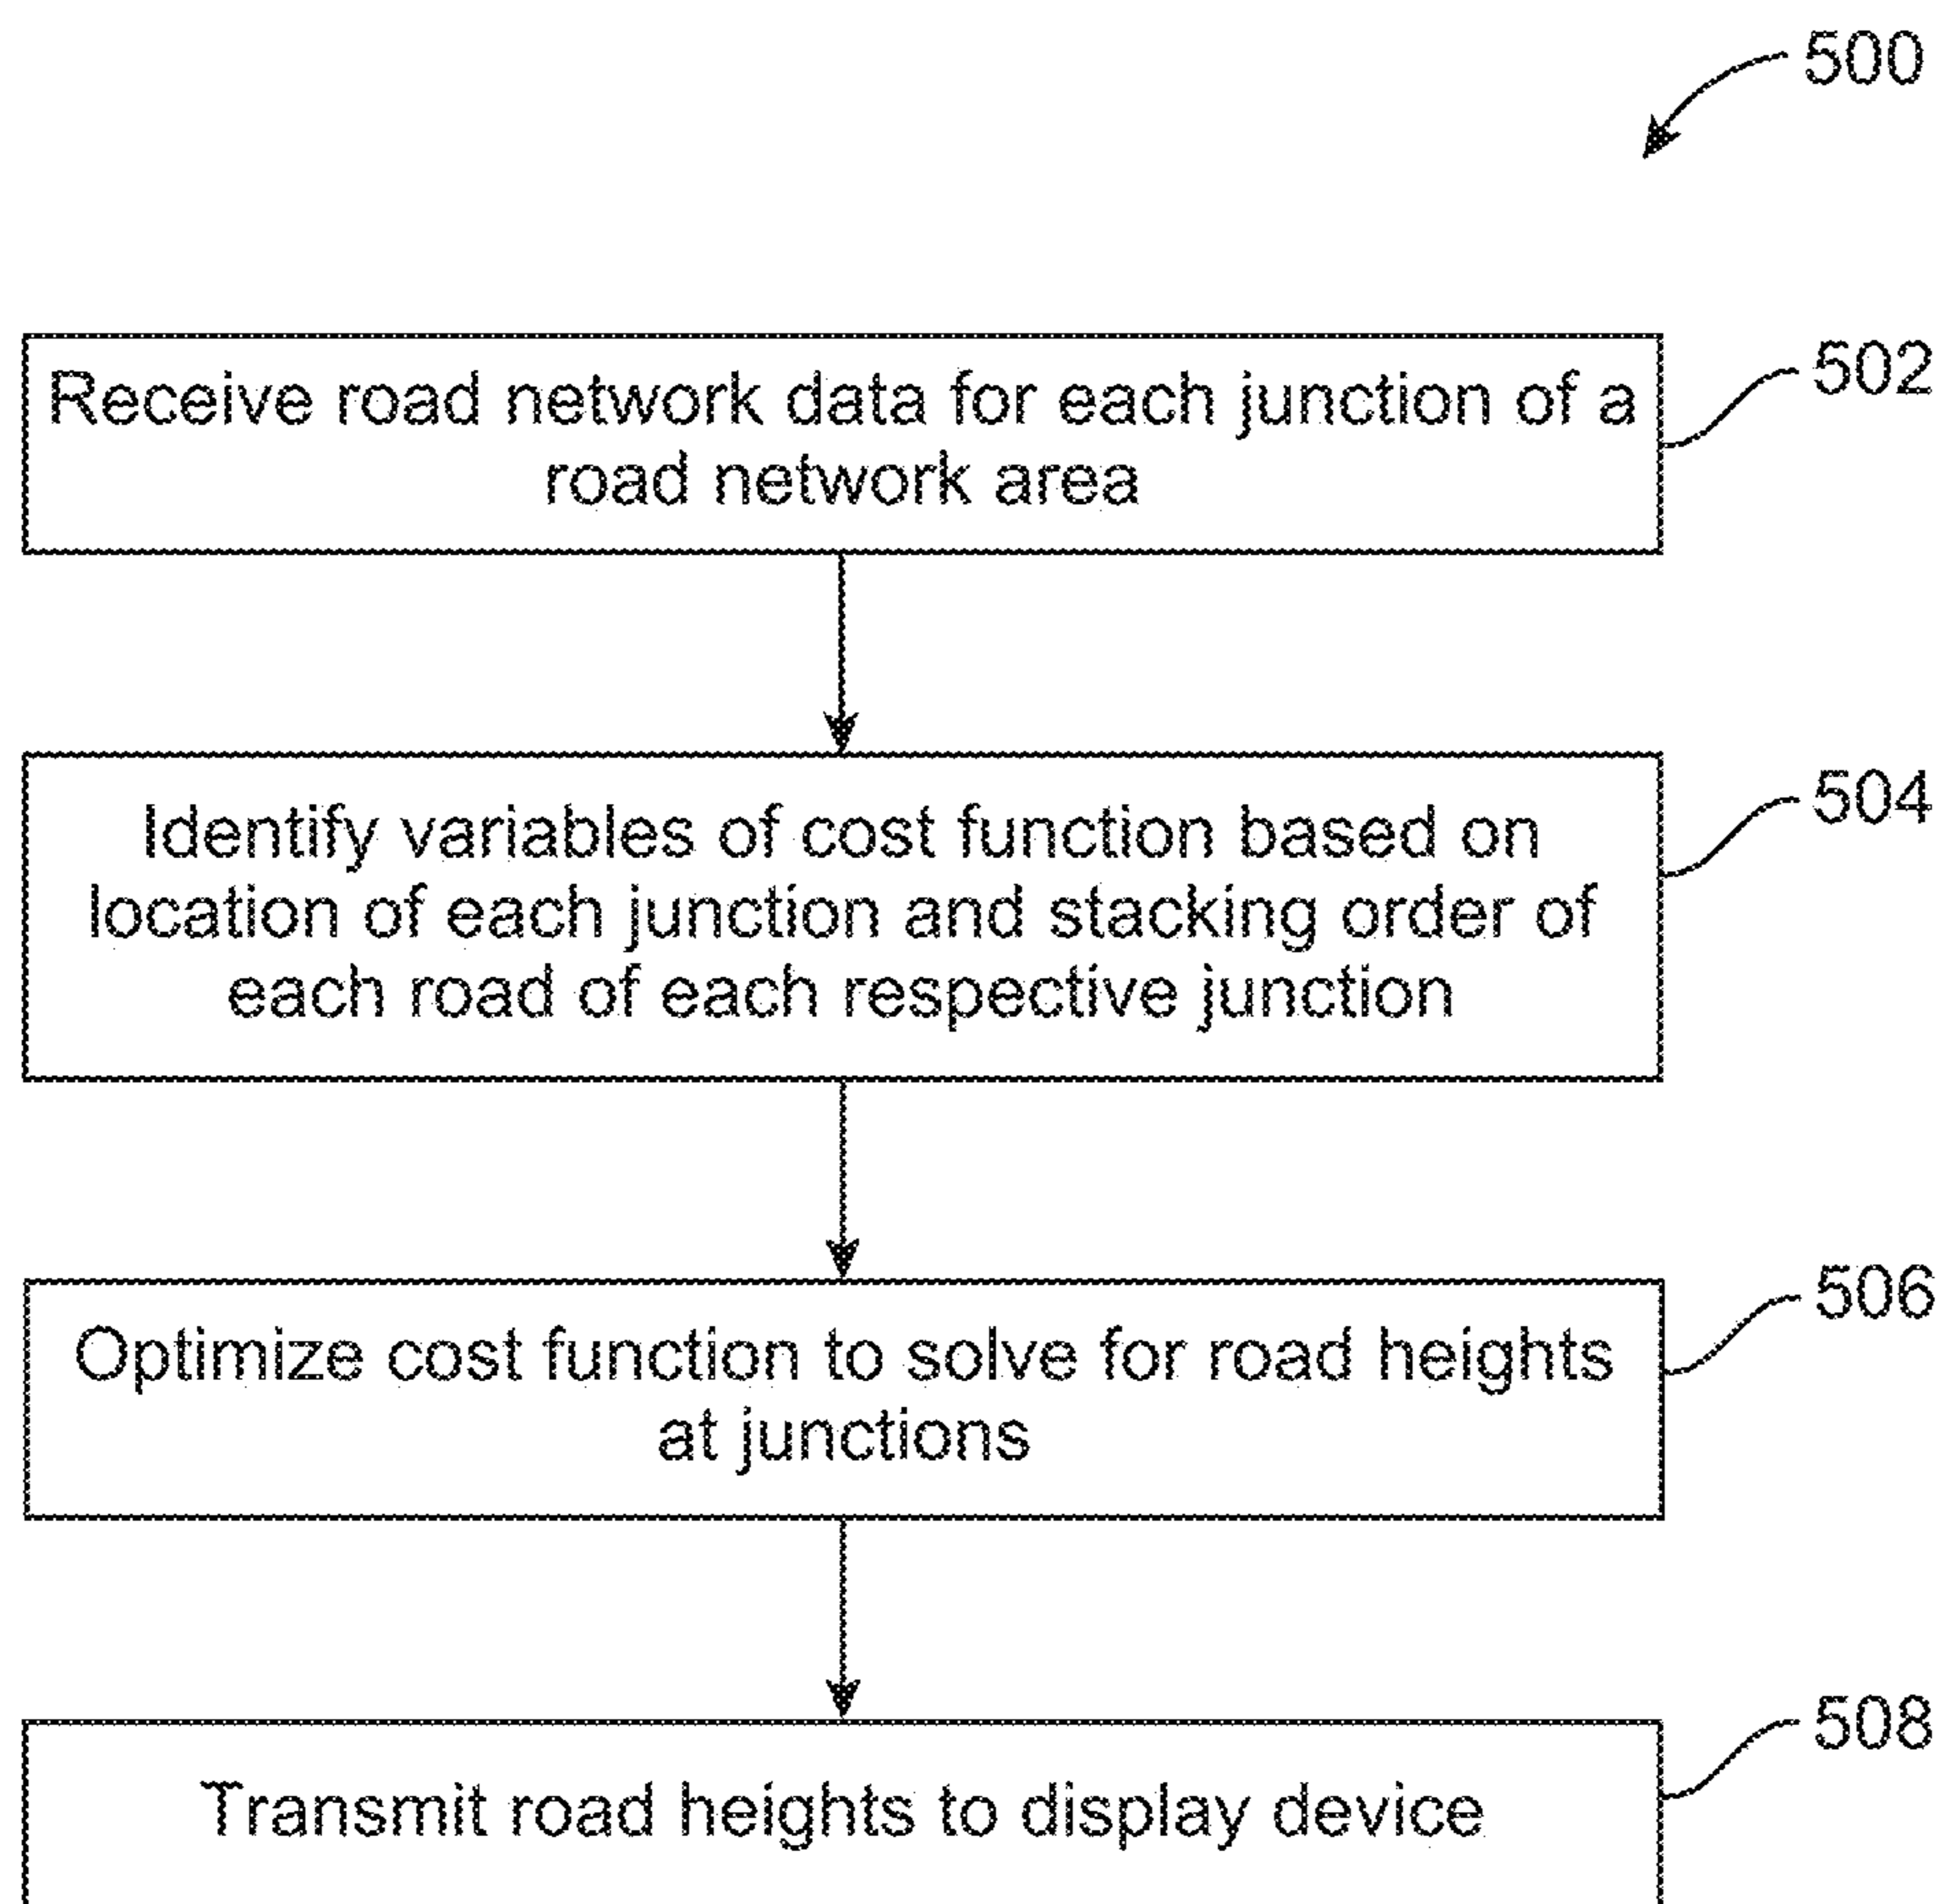 500
Receive road network data for each junction of a
road network area
502
Identify variables of cost function based on
location of each junction and stacking order of
each road of each respective junction
504
Optimize cost function to solve for road heights
at junctions
506
Transmit road heights to display device
508